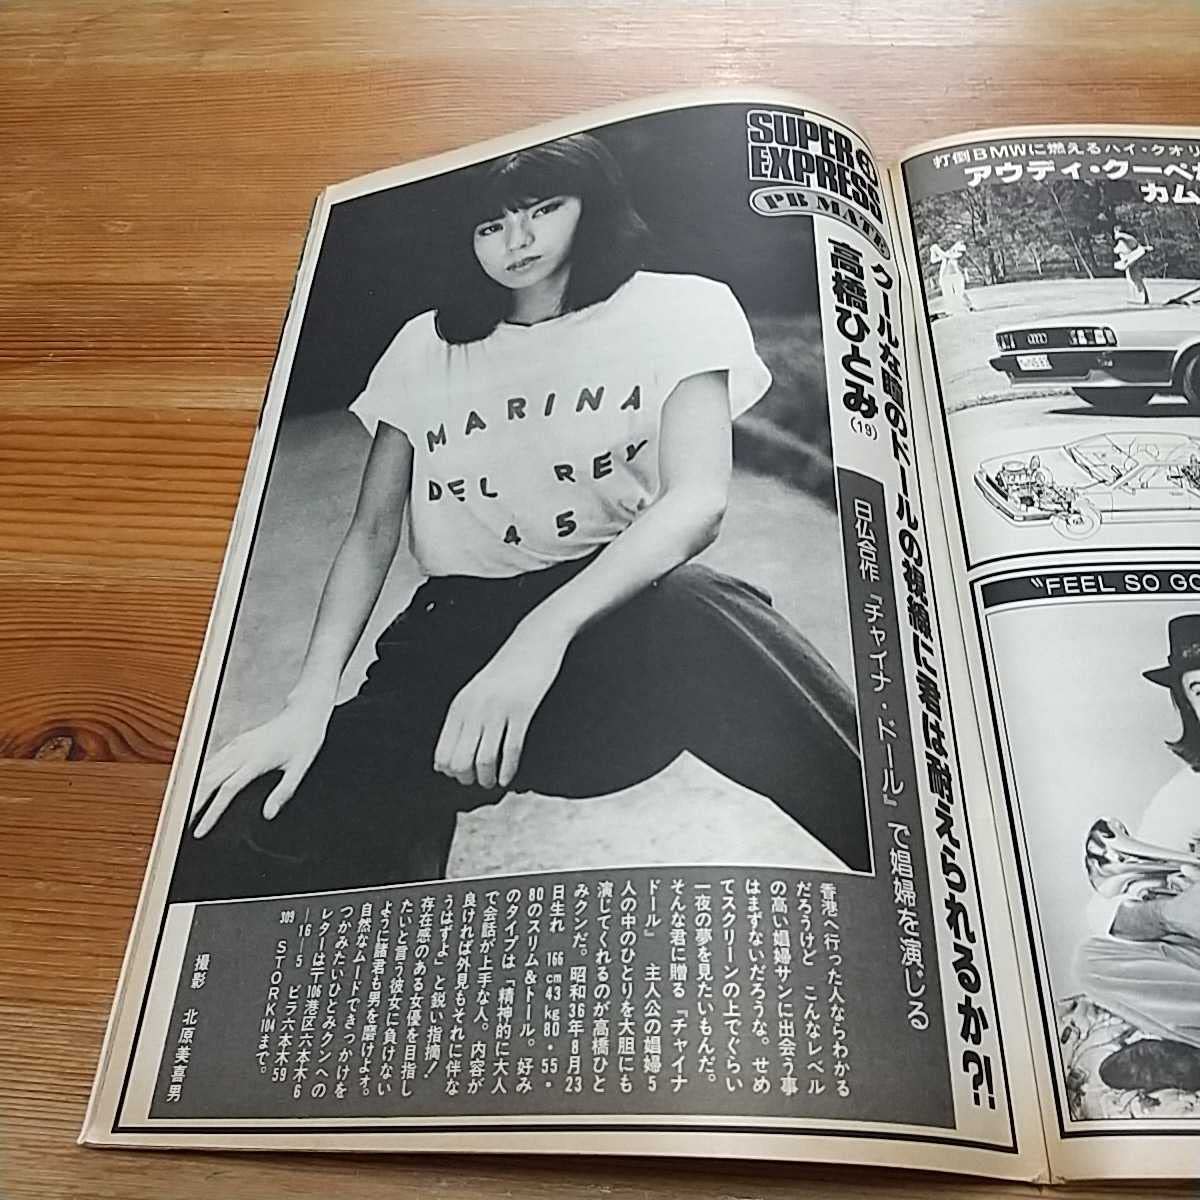 SUPER
EXPRESS
PB MATE
クールな瞳のドールの視線に君は耐えられるか?!
高橋ひとみ
(19)
日仏合作『チャイナ・ドール』で娼婦を演じる
MARINA
DEL REY
45
香港へ行った人ならわかる
だろうけど こんなレベル
の高い娼婦サンに出会う事
はまずないだろうな。せめ
てスクリーンの上でぐらい
一夜の夢を見たいもんだ。
そんな君に贈る『チャイナ
ドール』 主人公の娼婦5
人の中のひとりを大胆にも
演じてくれるのが高橋ひと
みクンだ。昭和36年8月23
日生れ 166cm43kg80・55・
80のスリム&トール。好み
のタイプは「精神的に大人
で会話が上手な人。内容が
良ければ外見もそれに伴な
うはずよ」と鋭い指摘!
存在感のある女優を目指し
たいと言う彼女に負けない
ように諸君も男を磨けよォ。
自然なムードできっかけを
つかみたいひとみクンへの
レターは〒106港区六本木6
―16―5 ビラ六本木59
309 STORK104まで。
撮影 北原美喜男
打倒BMWに燃えるハイ・クオリ
アウディ・クーペが
カム
"FEEL SO GO